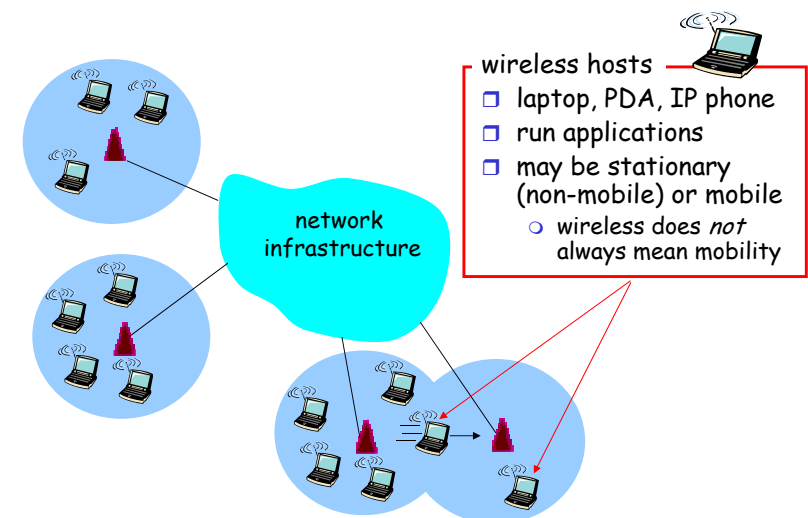 wireless hosts
laptop, PDA, IP phone
run applications
may be stationary
(non-mobile) or mobile
wireless does not
always mean mobility
network
infrastructure